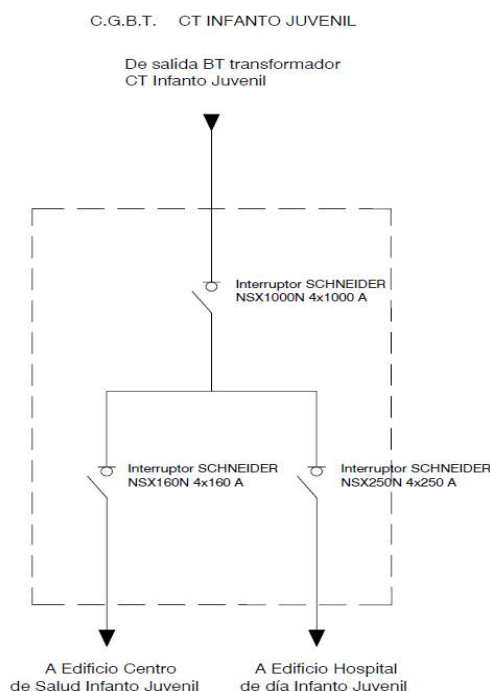 C.G.B.T. CT INFANTO JUVENIL
De salida BT transformador
CT Infanto Juvenil
Interruptor SCHNEIDER
NSX1000N 4x1000 A
Interruptor SCHNEIDER
NSX160N 4x160 A
Interruptor SCHNEIDER
NSX250N 4x250 A
A Edificio Centro
de Salud Infanto Juvenil
A Edificio Hospital
de día Infanto Juvenil